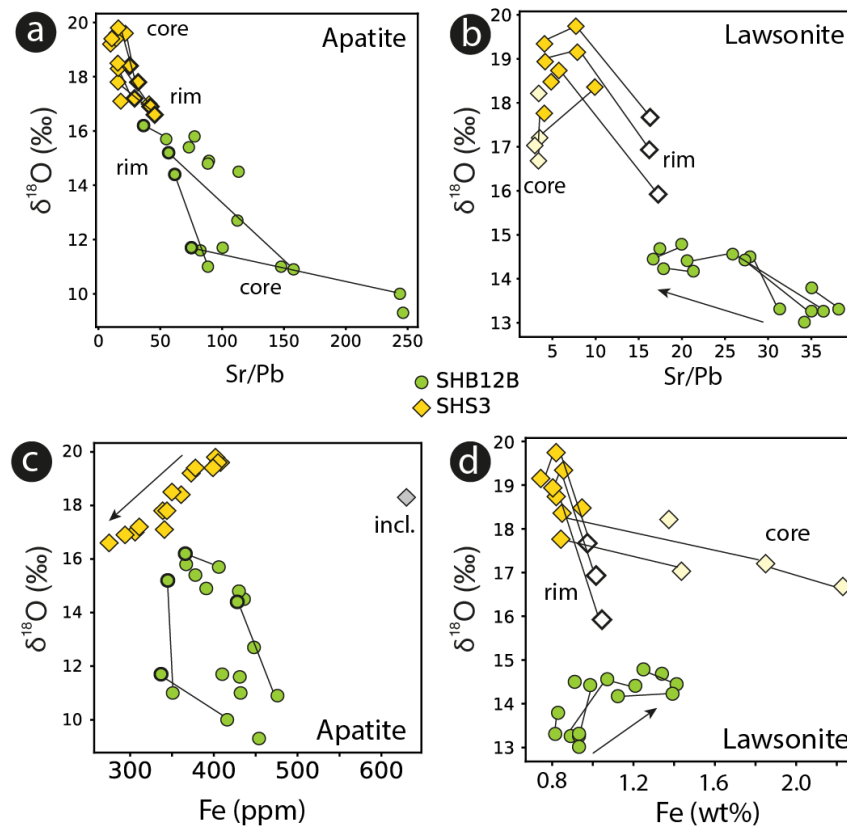 a
Apatite
core
rim
rim
core
20
18
16
14
12
10
δ18O (‰)
0
50
100
150
200
250
Sr/Pb
b
Lawsonite
core
rim
20
19
18
17
16
15
14
13
δ18O (‰)
5
10
15
20
25
30
35
Sr/Pb
SHB12B
SHS3
c
incl.
Apatite
20
18
16
14
12
10
δ18O (‰)
300
400
500
600
Fe (ppm)
d
core
rim
Lawsonite
20
19
18
17
16
15
14
13
δ18O (‰)
0.8
1.2
1.6
2.0
Fe (wt%)